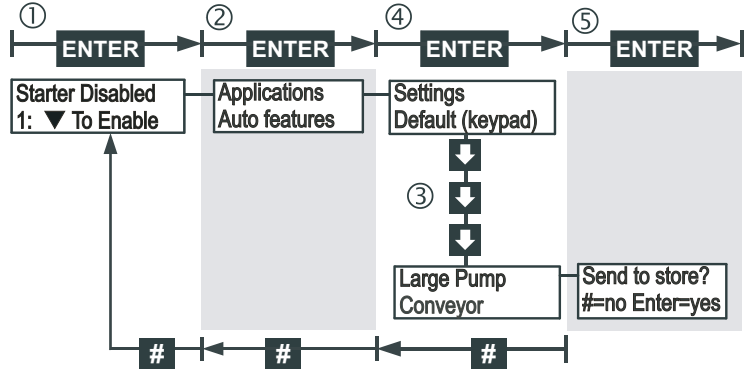 ① ② ④ ⑤
ENTER ENTER ENTER ENTER
Starter Disabled
1: ▼ To Enable
Applications
Auto features
Settings
Default (keypad)
③
Large Pump
Conveyor
Send to store?
#=no Enter=yes
# # #